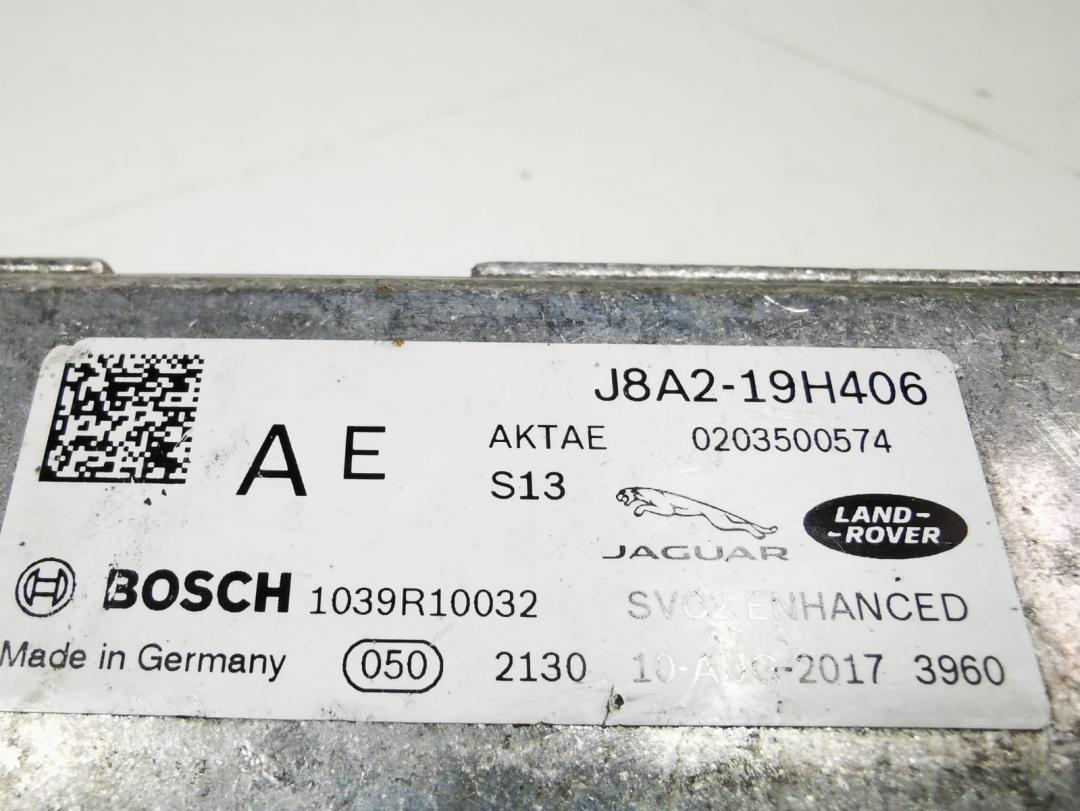 J8A2-19H406
A E
AKTAE 0203500574
S13
JAGUAR
LAND-
-ROVER
BOSCH 1039R10032
SVC2 ENHANCED
Made in Germany 050 2130 10-AUG-2017 3960